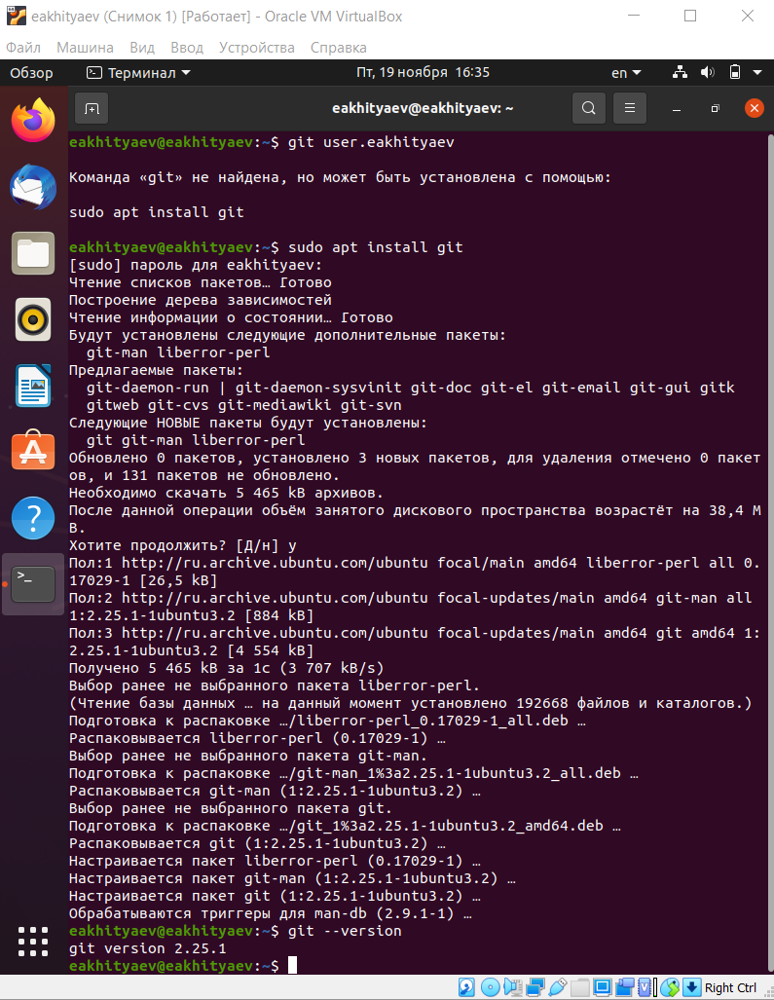 eakhityaev (Снимок 1) [Работает] - Oracle VM VirtualBox
Файл Машина Вид Ввод Устройства Справка
Обзор Терминал Пт, 19 ноября 16:35 en
eakhityaev@eakhityaev: ~
eakhityaev@eakhityaev:~$ git user.eakhityaev
Команда «git» не найдена, но может быть установлена с помощью:
sudo apt install git
eakhityaev@eakhityaev:~$ sudo apt install git
[sudo] пароль для eakhityaev:
Чтение списков пакетов… Готово
Построение дерева зависимостей
Чтение информации о состоянии… Готово
Будут установлены следующие дополнительные пакеты:
git-man liberror-perl
Предлагаемые пакеты:
git-daemon-run | git-daemon-sysvinit git-doc git-el git-email git-gui gitk
gitweb git-cvs git-mediawiki git-svn
Следующие НОВЫЕ пакеты будут установлены:
git git-man liberror-perl
Обновлено 0 пакетов, установлено 3 новых пакетов, для удаления отмечено 0 пакет
ов, и 131 пакетов не обновлено.
Необходимо скачать 5 465 kB архивов.
После данной операции объём занятого дискового пространства возрастёт на 38,4 M
B.
Хотите продолжить? [Д/н] y
Пол:1 http://ru.archive.ubuntu.com/ubuntu focal/main amd64 liberror-perl all 0.
17029-1 [26,5 kB]
Пол:2 http://ru.archive.ubuntu.com/ubuntu focal-updates/main amd64 git-man all
1:2.25.1-1ubuntu3.2 [884 kB]
Пол:3 http://ru.archive.ubuntu.com/ubuntu focal-updates/main amd64 git amd64 1:
2.25.1-1ubuntu3.2 [4 554 kB]
Получено 5 465 kB за 1с (3 707 kB/s)
Выбор ранее не выбранного пакета liberror-perl.
(Чтение базы данных … на данный момент установлено 192668 файлов и каталогов.)
Подготовка к распаковке …/liberror-perl_0.17029-1_all.deb …
Распаковывается liberror-perl (0.17029-1) …
Выбор ранее не выбранного пакета git-man.
Подготовка к распаковке …/git-man_1%3a2.25.1-1ubuntu3.2_all.deb …
Распаковывается git-man (1:2.25.1-1ubuntu3.2) …
Выбор ранее не выбранного пакета git.
Подготовка к распаковке …/git_1%3a2.25.1-1ubuntu3.2_amd64.deb …
Распаковывается git (1:2.25.1-1ubuntu3.2) …
Настраивается пакет liberror-perl (0.17029-1) …
Настраивается пакет git-man (1:2.25.1-1ubuntu3.2) …
Настраивается пакет git (1:2.25.1-1ubuntu3.2) …
Обрабатываются триггеры для man-db (2.9.1-1) …
eakhityaev@eakhityaev:~$ git --version
git version 2.25.1
eakhityaev@eakhityaev:~$
Right Ctrl